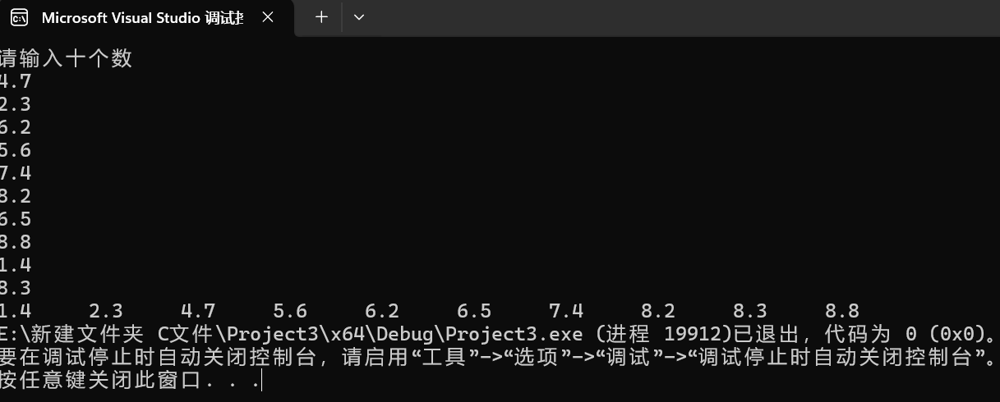 Microsoft Visual Studio 调试
请输入十个数
4.7
2.3
6.2
5.6
7.4
8.2
6.5
8.8
1.4
8.3
1.4 2.3 4.7 5.6 6.2 6.5 7.4 8.2 8.3 8.8
E:\新建文件夹 C文件\Project3\x64\Debug\Project3.exe (进程 19912)已退出，代码为 0 (0x0)。
要在调试停止时自动关闭控制台，请启用“工具”->“选项”->“调试”->“调试停止时自动关闭控制台”。
按任意键关闭此窗口. . .